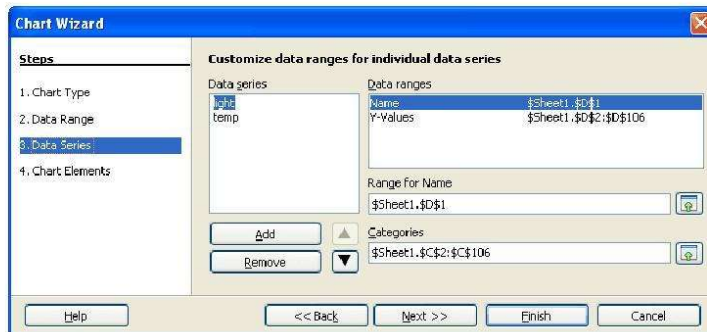 Chart Wizard
Steps
1. Chart Type
2. Data Range
3. Data Series
4. Chart Elements
Customize data ranges for individual data series
Data series
light
temp
Add
Remove
Data ranges
Name $Sheet1.$D$1
Y-Values $Sheet1.$D$2:$D$106
Range for Name
$Sheet1.$D$1
Categories
$Sheet1.$C$2:$C$106
Help
<< Back
Next >>
Finish
Cancel